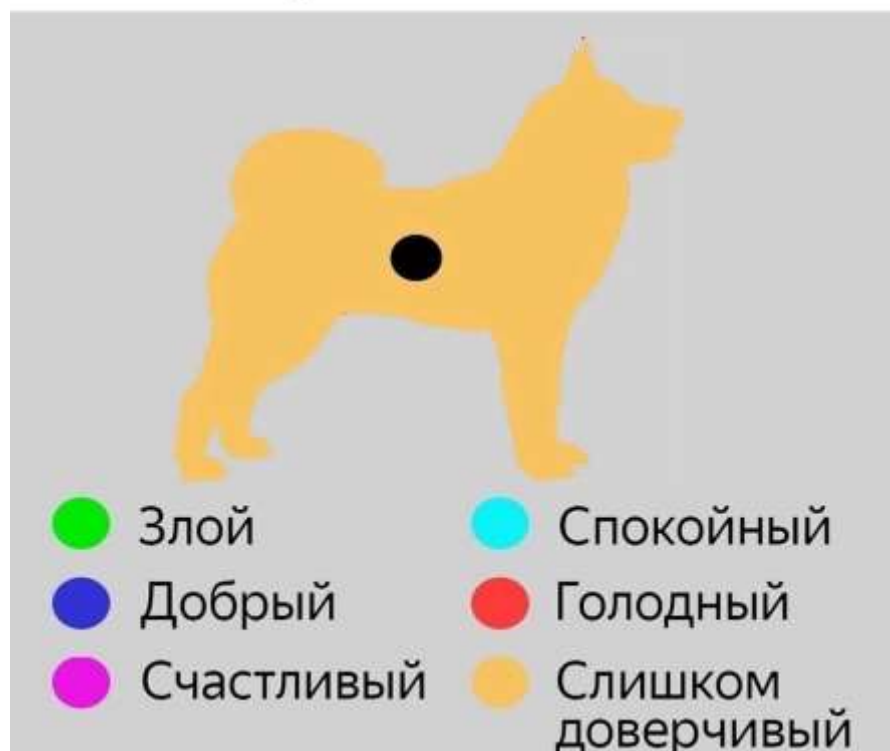 Злой
Спокойный
Добрый
Голодный
Счастливый
Слишком
доверчивый